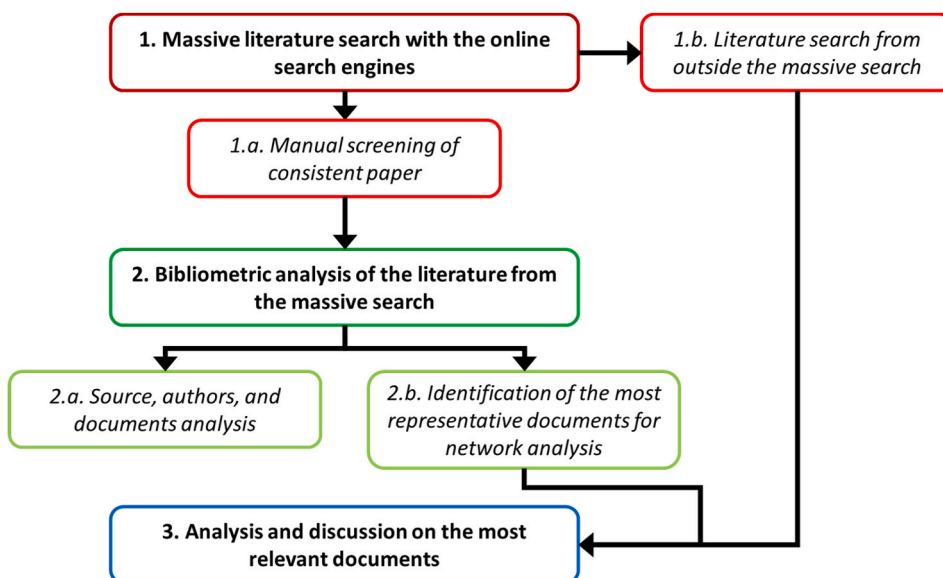 1. Massive literature search with the online
search engines
1.b. Literature search from
outside the massive search
1.a. Manual screening of
consistent paper
2. Bibliometric analysis of the literature from
the massive search
2.a. Source, authors, and
documents analysis
2.b. Identification of the most
representative documents for
network analysis
3. Analysis and discussion on the most
relevant documents